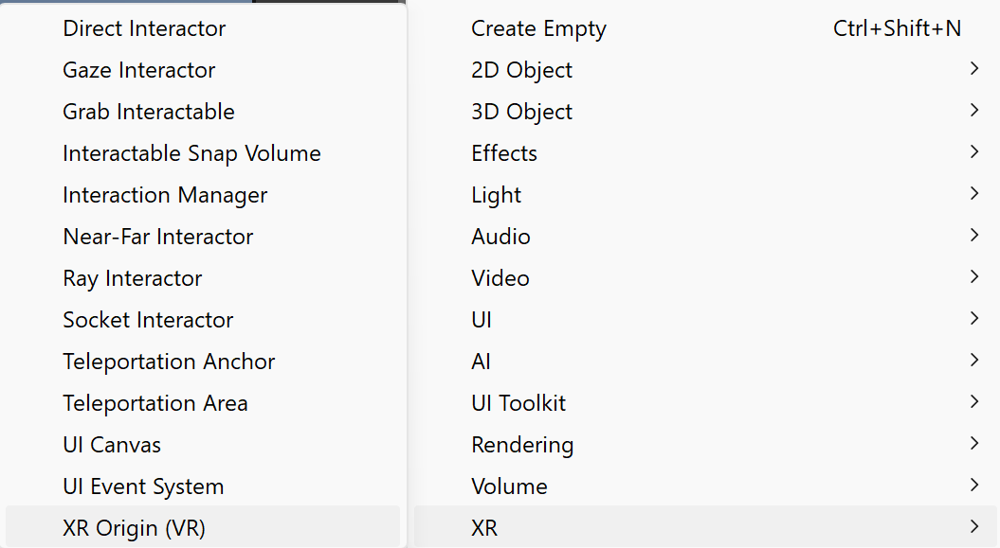 Direct Interactor
Gaze Interactor
Grab Interactable
Interactable Snap Volume
Interaction Manager
Near-Far Interactor
Ray Interactor
Socket Interactor
Teleportation Anchor
Teleportation Area
UI Canvas
UI Event System
XR Origin (VR)
Create Empty Ctrl+Shift+N
2D Object
3D Object
Effects
Light
Audio
Video
UI
AI
UI Toolkit
Rendering
Volume
XR